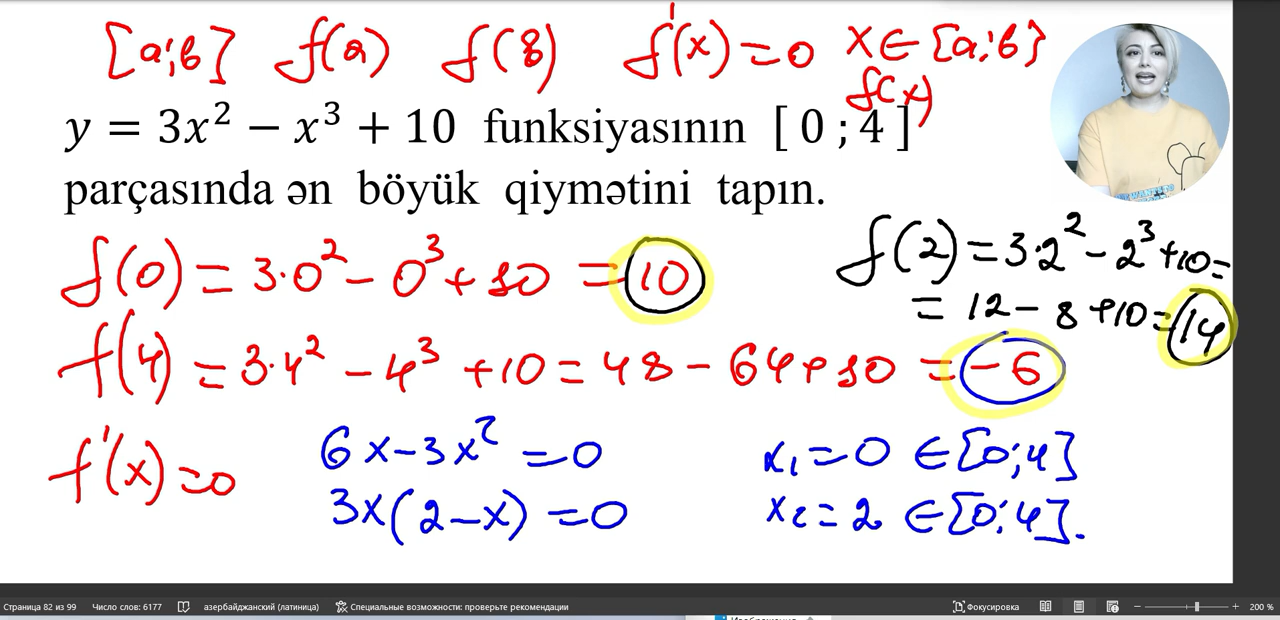 [a;b] f(a) f(b) f'(x)=0 x∈[a;b]
f(x)
y = 3x² − x³ + 10 funksiyasının [ 0 ; 4 ]
parçasında ən böyük qiymətini tapın.
f(0) = 3·0² − 0³ + 10 = 10
f(2) = 3·2² − 2³ + 10 =
= 12 − 8 + 10 = 14
f(4) = 3·4² − 4³ + 10 = 48 − 64 + 10 = −6
f'(x) = 0
6x − 3x² = 0
3x(2 − x) = 0
x₁ = 0 ∈ [0;4]
x₂ = 2 ∈ [0;4].
Страница 82 из 99 Число слов: 6177 азербайджанский (латиница) Специальные возможности: проверьте рекомендации Фокусировка − + 200 %